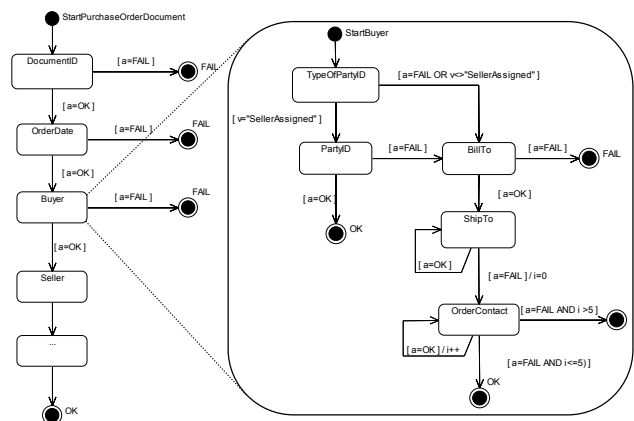 StartPurchaseOrderDocument
DocumentID
[ a=FAIL ]
FAIL
[ a=OK ]
OrderDate
[ a=FAIL ]
FAIL
[ a=OK ]
Buyer
[ a=FAIL ]
FAIL
[ a=OK ]
Seller
...
OK
StartBuyer
TypeOfPartyID
[ a=FAIL OR v<>"SellerAssigned" ]
[ v="SellerAssigned" ]
PartyID
[ a=FAIL ]
BillTo
[ a=FAIL ]
FAIL
[ a=OK ]
OK
[ a=OK ]
ShipTo
[ a=OK ]
[ a=FAIL ] / i=0
OrderContact
[ a=FAIL AND i >5 ]
[ a=OK ] / i++
[ a=FAIL AND i<=5) ]
OK